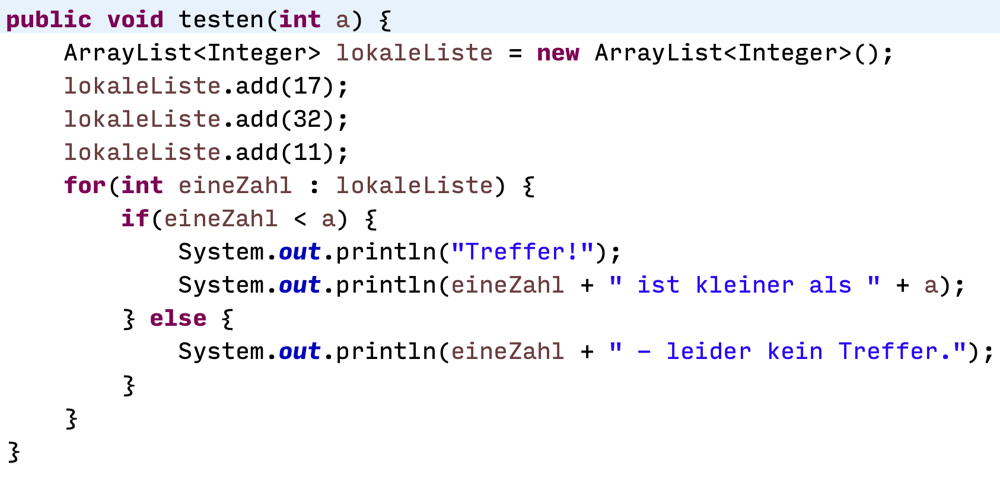 public void testen(int a) {
    ArrayList<Integer> lokaleListe = new ArrayList<Integer>();
    lokaleListe.add(17);
    lokaleListe.add(32);
    lokaleListe.add(11);
    for(int eineZahl : lokaleListe) {
        if(eineZahl < a) {
            System.out.println("Treffer!");
            System.out.println(eineZahl + " ist kleiner als " + a);
        } else {
            System.out.println(eineZahl + " – leider kein Treffer.");
        }
    }
}